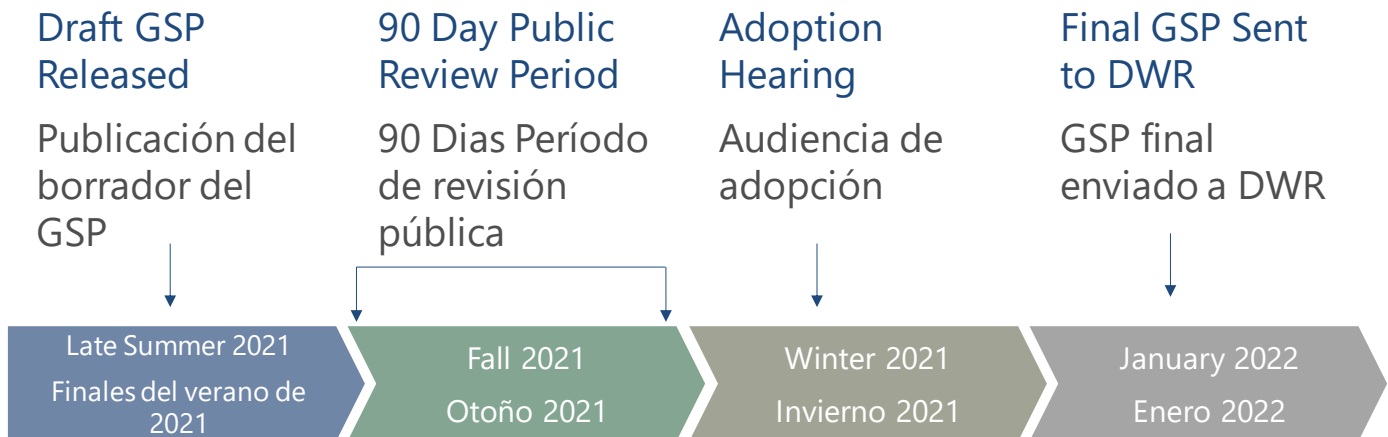 Draft GSP
Released
Publicación del
borrador del
GSP
90 Day Public
Review Period
90 Dias Período
de revisión
pública
Adoption
Hearing
Audiencia de
adopción
Final GSP Sent
to DWR
GSP final
enviado a DWR
Late Summer 2021
Finales del verano de
2021
Fall 2021
Otoño 2021
Winter 2021
Invierno 2021
January 2022
Enero 2022